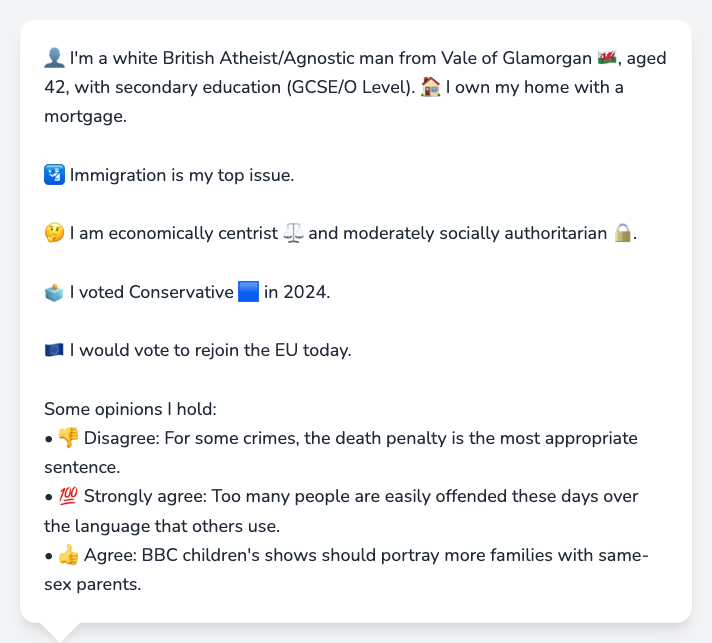 👤 I'm a white British Atheist/Agnostic man from Vale of Glamorgan 🏴󠁧󠁢󠁷󠁬󠁳󠁿, aged
42, with secondary education (GCSE/O Level). 🏠 I own my home with a
mortgage.
🛂 Immigration is my top issue.
🤔 I am economically centrist ⚖️ and moderately socially authoritarian 🔒.
🗳️ I voted Conservative 🟦 in 2024.
🇪🇺 I would vote to rejoin the EU today.
Some opinions I hold:
• 👎 Disagree: For some crimes, the death penalty is the most appropriate
sentence.
• 💯 Strongly agree: Too many people are easily offended these days over
the language that others use.
• 👍 Agree: BBC children's shows should portray more families with same-
sex parents.